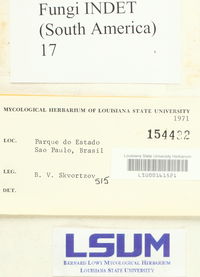 Fungi INDET
(South America)
17
MYCOLOGICAL HERBARIUM OF LOUISIANA STATE UNIVERSITY
1971
154432
LOC. Parque do Estado
Sao Paulo, Brasil
Louisiana State University Herbarium
LEG. B. V. Skvortzov 515
DET.
LSUM
BERNARD LOWY MYCOLOGICAL HERBARIUM
LOUISIANA STATE UNIVERSITY